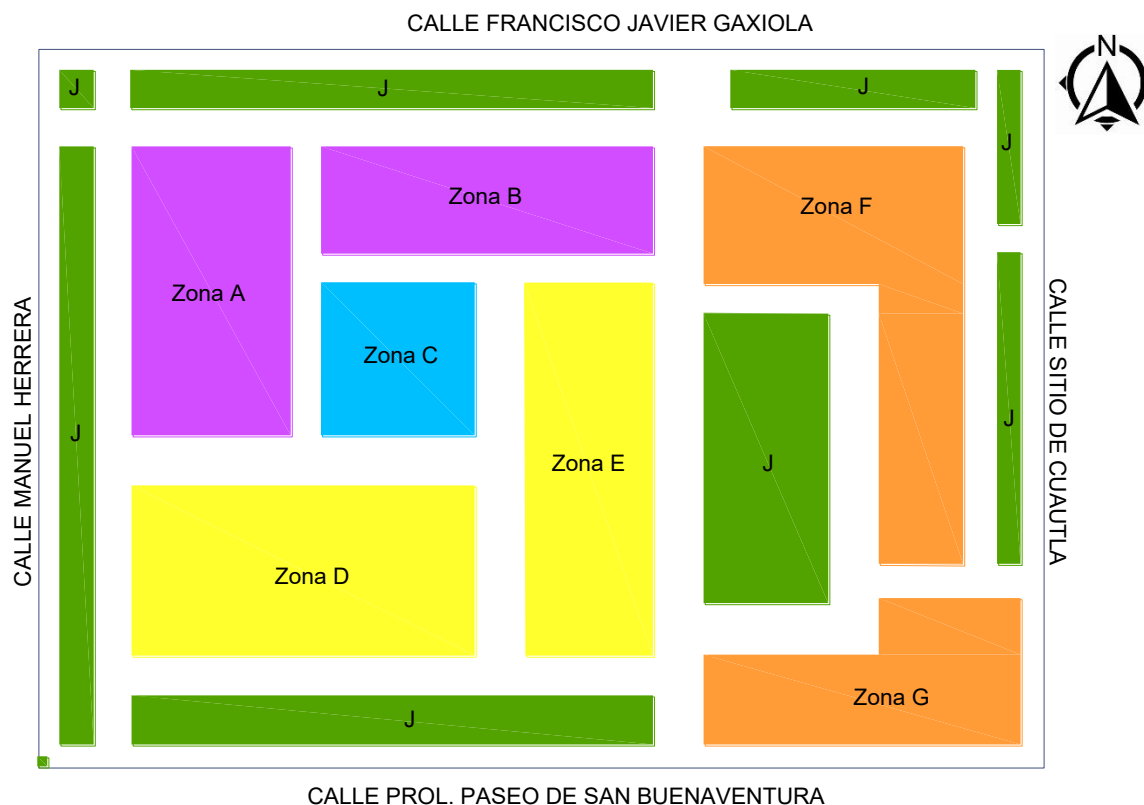 CALLE FRANCISCO JAVIER GAXIOLA
N
J
J
J
J
Zona B
Zona F
Zona A
Zona C
CALLE MANUEL HERRERA
CALLE SITIO DE CUAUTLA
J
J
Zona E
J
Zona D
Zona G
J
CALLE PROL. PASEO DE SAN BUENAVENTURA